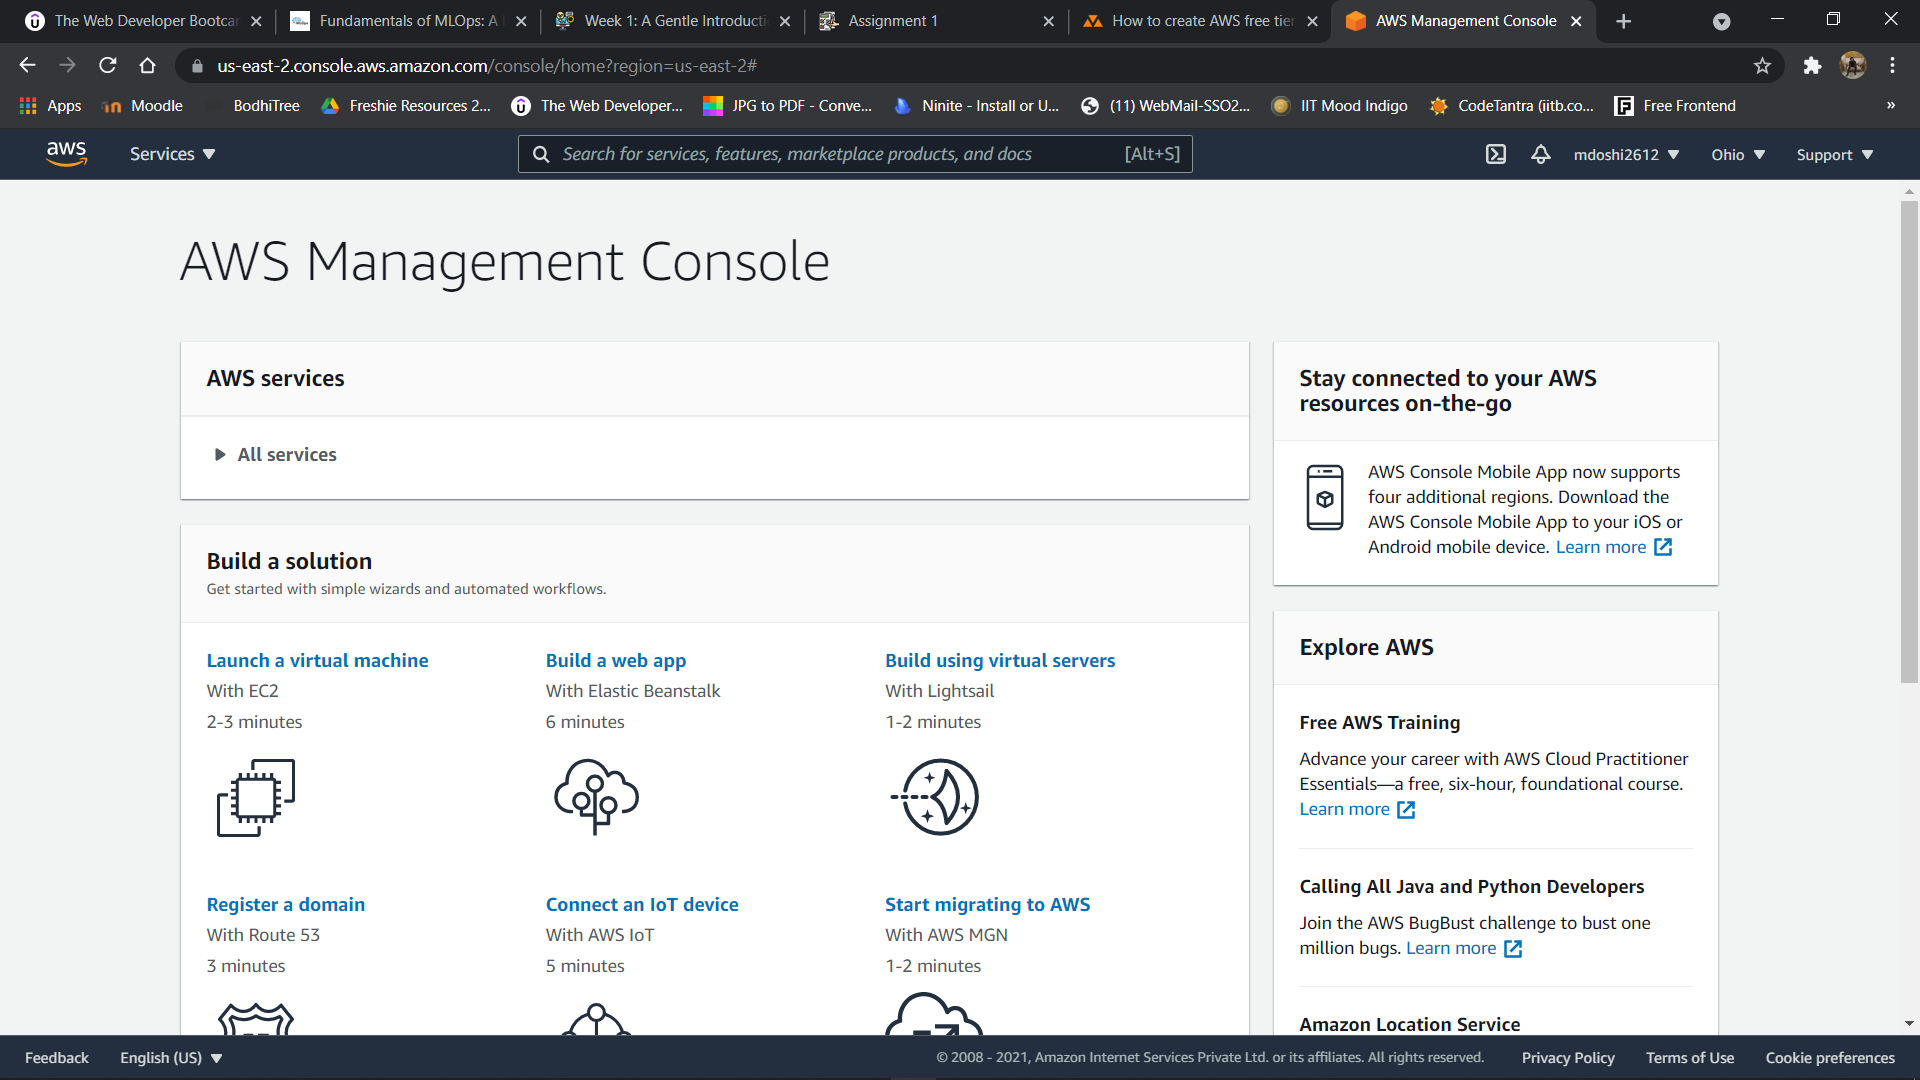 The Web Developer Bootcar
Fundamentals of MLOps: A
Week 1: A Gentle Introducti
Assignment 1
How to create AWS free tier
AWS Management Console
us-east-2.console.aws.amazon.com/console/home?region=us-east-2#
Apps
Moodle
BodhiTree
Freshie Resources 2...
The Web Developer...
JPG to PDF - Conve...
Ninite - Install or U...
(11) WebMail-SSO2...
IIT Mood Indigo
CodeTantra (iitb.co...
Free Frontend
»
aws
Services
Search for services, features, marketplace products, and docs
[Alt+S]
mdoshi2612
Ohio
Support
AWS Management Console
AWS services
All services
Build a solution
Get started with simple wizards and automated workflows.
Launch a virtual machine
With EC2
2-3 minutes
Build a web app
With Elastic Beanstalk
6 minutes
Build using virtual servers
With Lightsail
1-2 minutes
Register a domain
With Route 53
3 minutes
Connect an IoT device
With AWS IoT
5 minutes
Start migrating to AWS
With AWS MGN
1-2 minutes
Stay connected to your AWS
resources on-the-go
AWS Console Mobile App now supports
four additional regions. Download the
AWS Console Mobile App to your iOS or
Android mobile device. Learn more
Explore AWS
Free AWS Training
Advance your career with AWS Cloud Practitioner
Essentials—a free, six-hour, foundational course.
Learn more
Calling All Java and Python Developers
Join the AWS BugBust challenge to bust one
million bugs. Learn more
Amazon Location Service
Feedback
English (US)
© 2008 - 2021, Amazon Internet Services Private Ltd. or its affiliates. All rights reserved.
Privacy Policy
Terms of Use
Cookie preferences